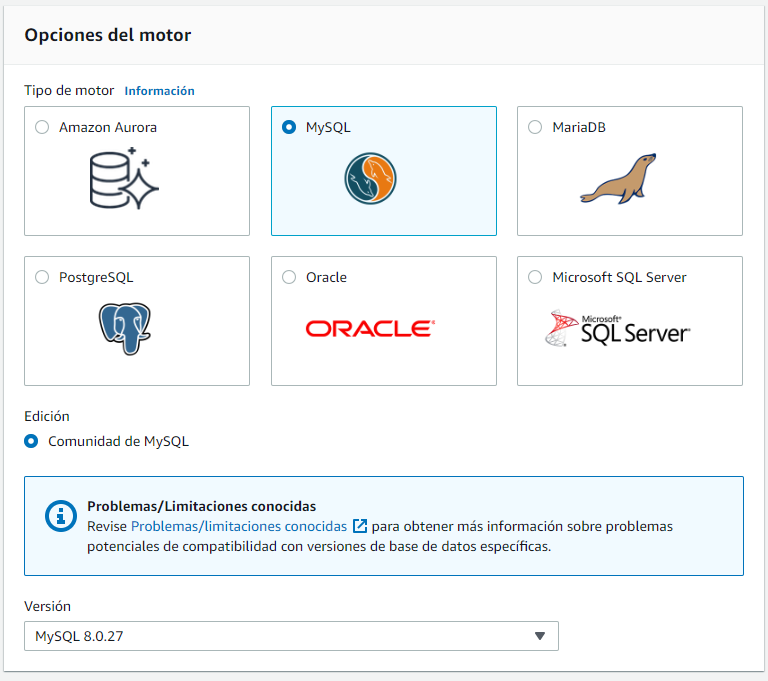 Opciones del motor
Tipo de motor Información
Amazon Aurora
MySQL
MariaDB
PostgreSQL
Oracle
Microsoft SQL Server
ORACLE
Microsoft®
SQL Server
Edición
Comunidad de MySQL
Problemas/Limitaciones conocidas
Revise Problemas/limitaciones conocidas para obtener más información sobre problemas
potenciales de compatibilidad con versiones de base de datos específicas.
Versión
MySQL 8.0.27